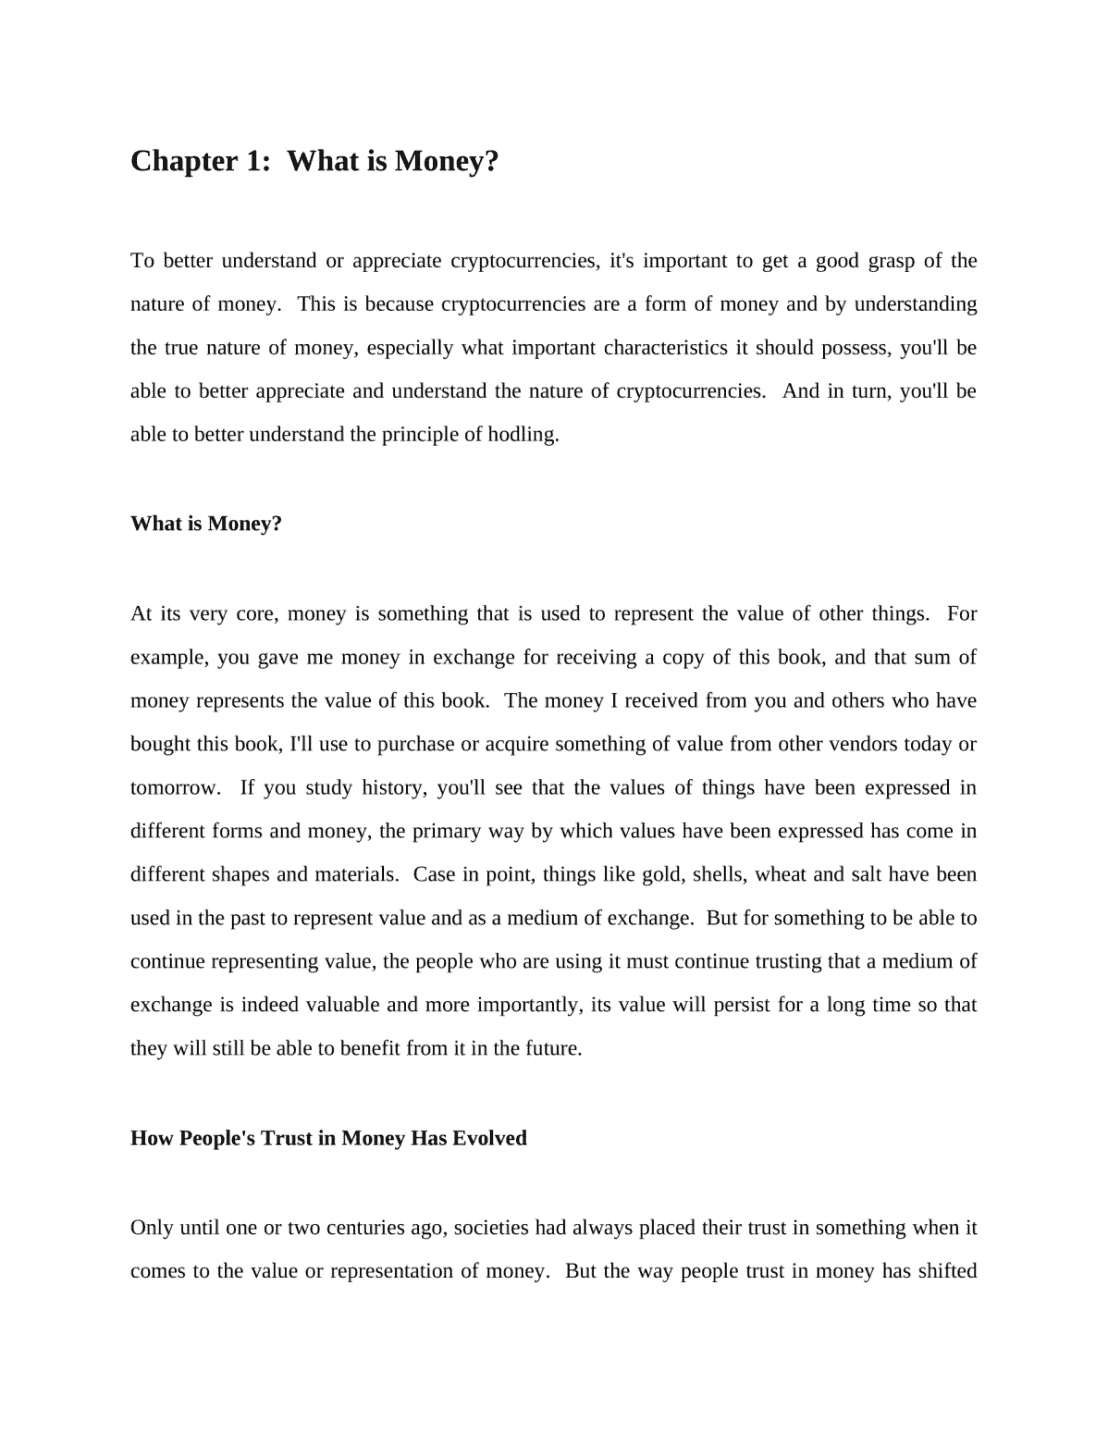 Chapter 1:  What is Money?
To better understand or appreciate cryptocurrencies, it's important to get a good grasp of the
nature of money.  This is because cryptocurrencies are a form of money and by understanding
the true nature of money, especially what important characteristics it should possess, you'll be
able to better appreciate and understand the nature of cryptocurrencies.  And in turn, you'll be
able to better understand the principle of hodling.
What is Money?
At its very core, money is something that is used to represent the value of other things.  For
example, you gave me money in exchange for receiving a copy of this book, and that sum of
money represents the value of this book.  The money I received from you and others who have
bought this book, I'll use to purchase or acquire something of value from other vendors today or
tomorrow.  If you study history, you'll see that the values of things have been expressed in
different forms and money, the primary way by which values have been expressed has come in
different shapes and materials.  Case in point, things like gold, shells, wheat and salt have been
used in the past to represent value and as a medium of exchange.  But for something to be able to
continue representing value, the people who are using it must continue trusting that a medium of
exchange is indeed valuable and more importantly, its value will persist for a long time so that
they will still be able to benefit from it in the future.
How People's Trust in Money Has Evolved
Only until one or two centuries ago, societies had always placed their trust in something when it
comes to the value or representation of money.  But the way people trust in money has shifted